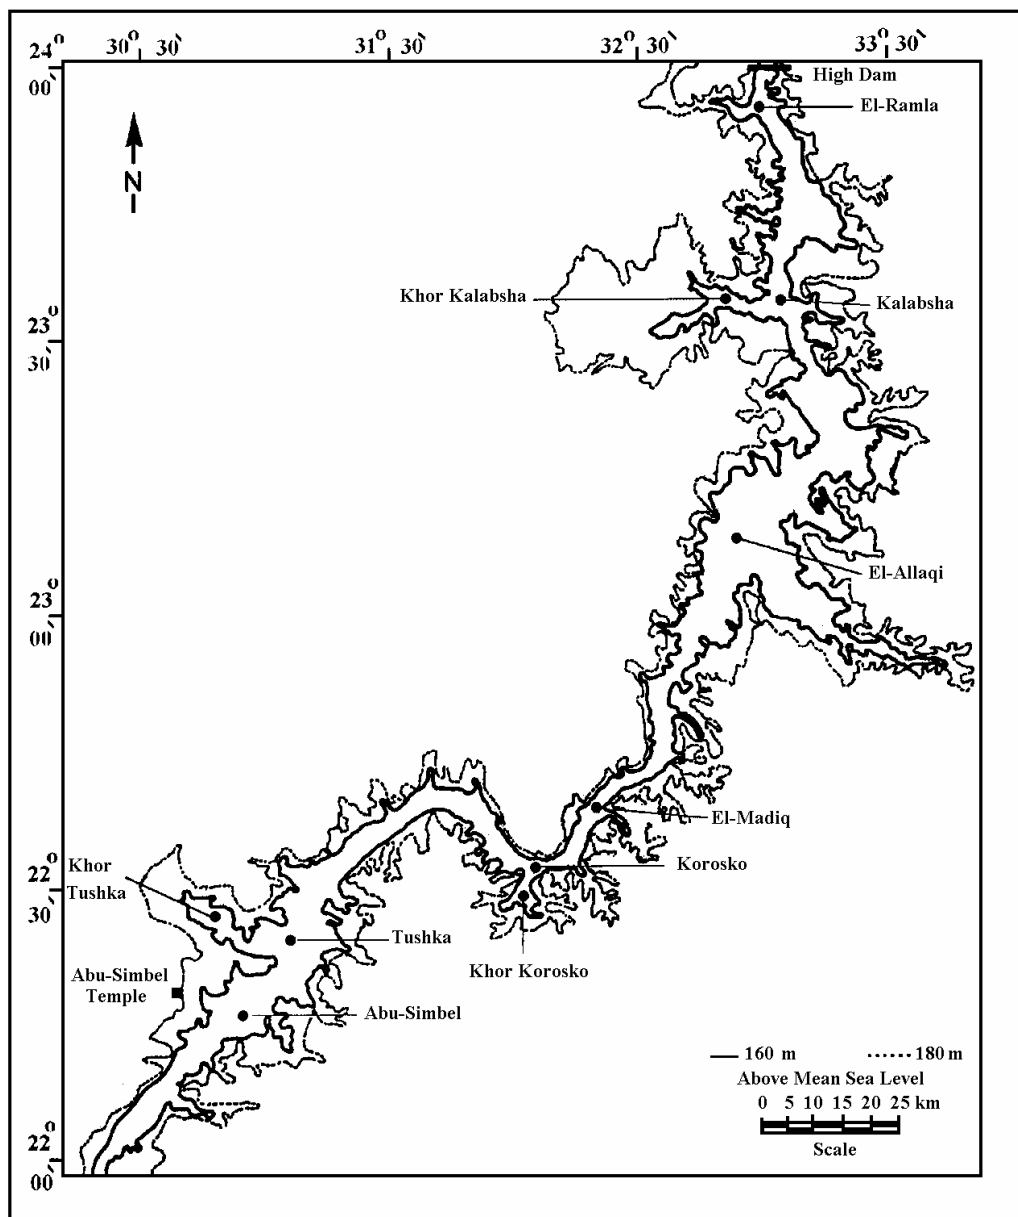 30° 30'
31° 30'
32° 30'
33° 30'
24° 00'
High Dam
El-Ramla
N
Khor Kalabsha
Kalabsha
23° 30'
El-Allaqi
23° 00'
El-Madiq
Khor
Tushka
Korosko
22° 30'
Tushka
Khor Korosko
Abu-Simbel
Temple
Abu-Simbel
160 m 180 m
Above Mean Sea Level
0 5 10 15 20 25 km
Scale
22° 00'